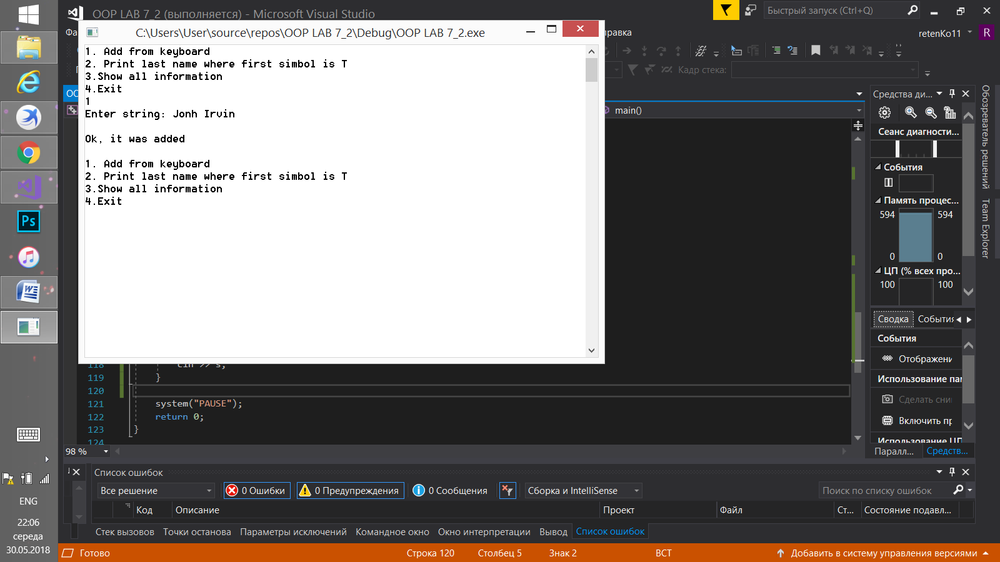 OOP LAB 7_2 (выполняется) - Microsoft Visual Studio
Быстрый запуск (Ctrl+Q)
retenKo11
R
C:\Users\User\source\repos\OOP LAB 7_2\Debug\OOP LAB 7_2.exe
1. Add from keyboard
2. Print last name where first simbol is T
3.Show all information
4.Exit
1
Enter string: Jonh Irvin
Ok, it was added
1. Add from keyboard
2. Print last name where first simbol is T
3.Show all information
4.Exit
Кадр стека:
main()
118
119 }
120
121 system("PAUSE");
122 return 0;
123 }
124
98 %
Средства ди...
Сеанс диагности...
События
Память процес...
594 594
0 0
ЦП (% всех про...
100 100
Сводка
События
События
Отображени
Использование па
Сделать сни
Включить п
Использование Ц
Паралл...
Средств...
Обозреватель решений
Team Explorer
Список ошибок
Все решение
0 Ошибки
0 Предупреждения
0 Сообщения
Сборка и IntelliSense
Поиск по списку ошибок
Код
Описание
Проект
Файл
Ст...
Состояние подавл...
Стек вызовов
Точки останова
Параметры исключений
Командное окно
Окно интерпретации
Вывод
Список ошибок
Готово
Строка 120
Столбец 5
Знак 2
ВСТ
Добавить в систему управления версиями
Ps
ENG
22:06
середа
30.05.2018